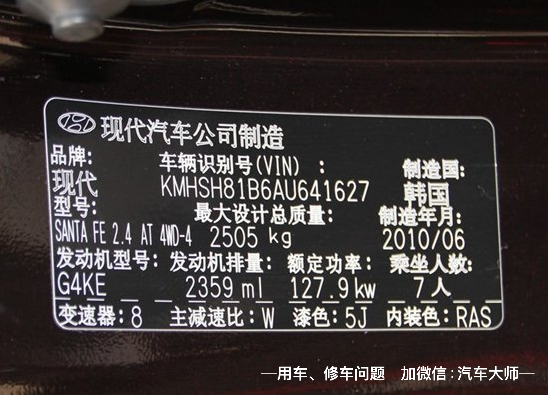 现代汽车公司制造
品牌: 车辆识别号(VIN) : 制造国:
现代 KMHSH81B6AU641627 韩国
型号: 最大设计总质量: 制造年月:
SANTA FE 2.4 AT 4WD-4 2505 kg 2010/06
发动机型号: 发动机排量: 额定功率: 乘坐人数:
G4KE 2359 ml 127.9 kw 7人
变速器: 8 主减速比: W 漆色: 5J 内装色: RAS
—用车、修车问题 加微信:汽车大师—